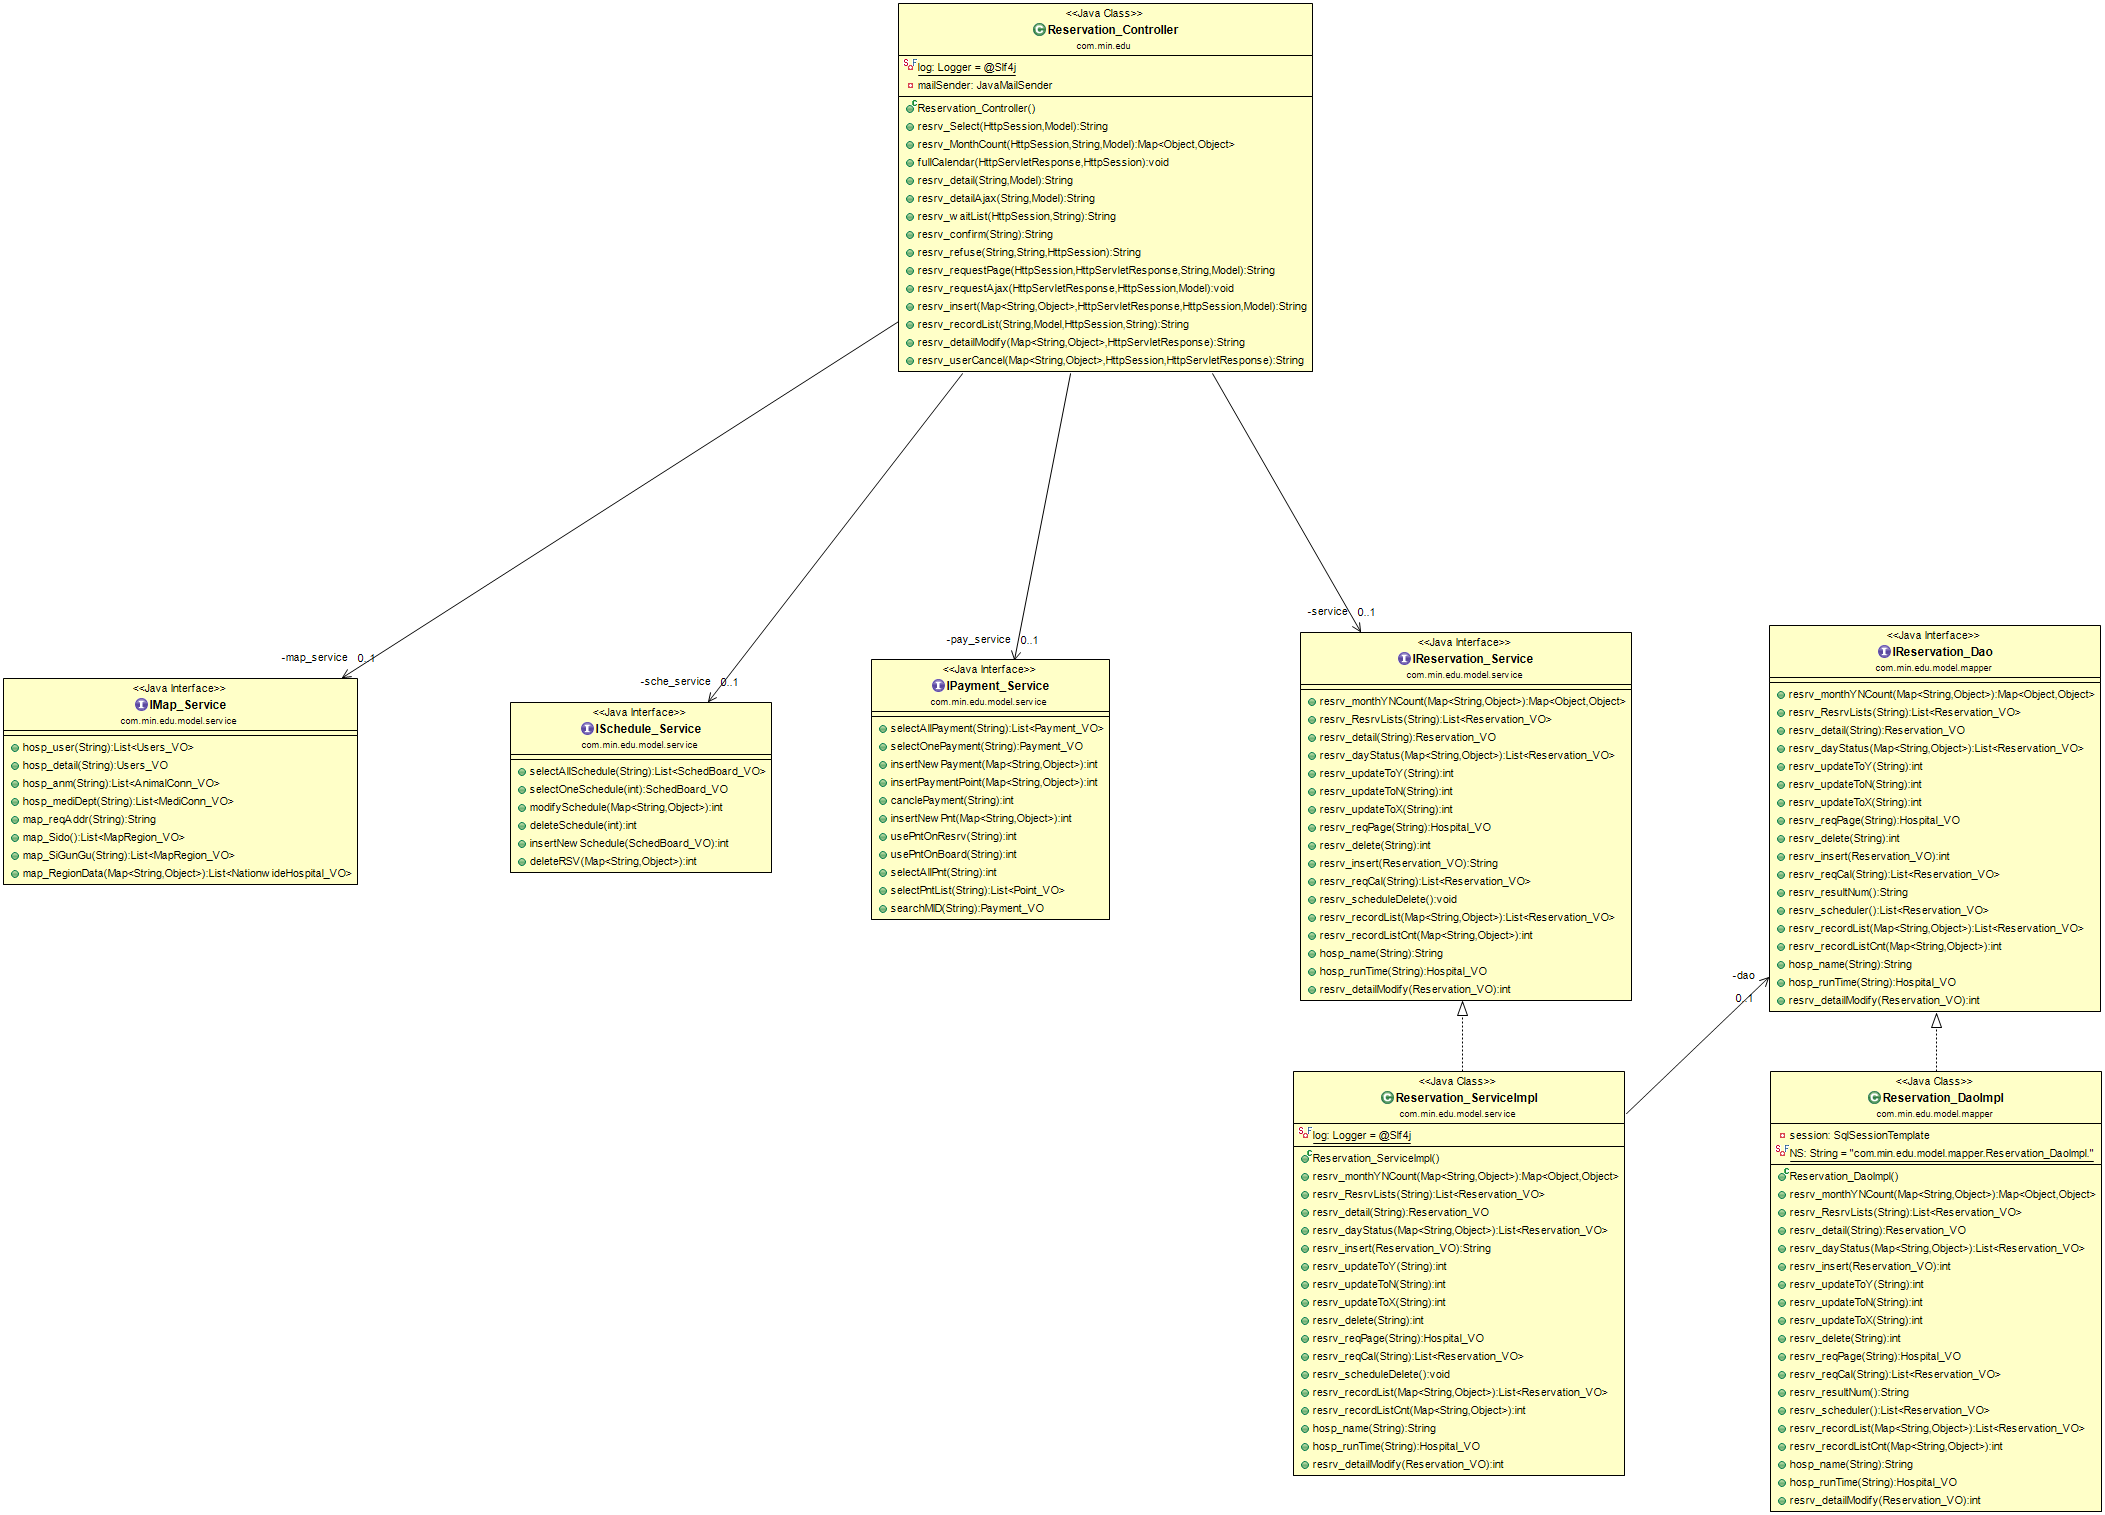 <<Java Class>>
Reservation_Controller
com.min.edu
log: Logger = @Slf4j
mailSender: JavaMailSender
Reservation_Controller()
resrv_Select(HttpSession,Model):String
resrv_MonthCount(HttpSession,String,Model):Map<Object,Object>
fullCalendar(HttpServletResponse,HttpSession):void
resrv_detail(String,Model):String
resrv_detailAjax(String,Model):String
resrv_waitList(HttpSession,String):String
resrv_confirm(String):String
resrv_refuse(String,String,HttpSession):String
resrv_requestPage(HttpSession,HttpServletResponse,String,Model):String
resrv_requestAjax(HttpServletResponse,HttpSession,Model):void
resrv_insert(Map<String,Object>,HttpServletResponse,HttpSession,Model):String
resrv_recordList(String,Model,HttpSession,String):String
resrv_detailModify(Map<String,Object>,HttpServletResponse):String
resrv_userCancel(Map<String,Object>,HttpSession,HttpServletResponse):String
-map_service 0..1
<<Java Interface>>
IMap_Service
com.min.edu.model.service
hosp_user(String):List<Users_VO>
hosp_detail(String):Users_VO
hosp_anm(String):List<AnimalConn_VO>
hosp_mediDept(String):List<MediConn_VO>
map_reqAddr(String):String
map_Sido():List<MapRegion_VO>
map_SiGunGu(String):List<MapRegion_VO>
map_RegionData(Map<String,Object>):List<NationwideHospital_VO>
-sche_service 0..1
<<Java Interface>>
ISchedule_Service
com.min.edu.model.service
selectAllSchedule(String):List<SchedBoard_VO>
selectOneSchedule(int):SchedBoard_VO
modifySchedule(Map<String,Object>):int
deleteSchedule(int):int
insertNewSchedule(SchedBoard_VO):int
deleteRSV(Map<String,Object>):int
-pay_service 0..1
<<Java Interface>>
IPayment_Service
com.min.edu.model.service
selectAllPayment(String):List<Payment_VO>
selectOnePayment(String):Payment_VO
insertNewPayment(Map<String,Object>):int
insertPaymentPoint(Map<String,Object>):int
canclePayment(String):int
insertNewPnt(Map<String,Object>):int
usePntOnResrv(String):int
usePntOnBoard(String):int
selectAllPnt(String):int
selectPntList(String):List<Point_VO>
searchMID(String):Payment_VO
-service 0..1
<<Java Interface>>
IReservation_Service
com.min.edu.model.service
resrv_monthYNCount(Map<String,Object>):Map<Object,Object>
resrv_ResrvLists(String):List<Reservation_VO>
resrv_detail(String):Reservation_VO
resrv_dayStatus(Map<String,Object>):List<Reservation_VO>
resrv_updateToY(String):int
resrv_updateToN(String):int
resrv_updateToX(String):int
resrv_reqPage(String):Hospital_VO
resrv_delete(String):int
resrv_insert(Reservation_VO):String
resrv_reqCal(String):List<Reservation_VO>
resrv_scheduleDelete():void
resrv_recordList(Map<String,Object>):List<Reservation_VO>
resrv_recordListCnt(Map<String,Object>):int
hosp_name(String):String
hosp_runTime(String):Hospital_VO
resrv_detailModify(Reservation_VO):int
<<Java Interface>>
IReservation_Dao
com.min.edu.model.mapper
resrv_monthYNCount(Map<String,Object>):Map<Object,Object>
resrv_ResrvLists(String):List<Reservation_VO>
resrv_detail(String):Reservation_VO
resrv_dayStatus(Map<String,Object>):List<Reservation_VO>
resrv_updateToY(String):int
resrv_updateToN(String):int
resrv_updateToX(String):int
resrv_reqPage(String):Hospital_VO
resrv_delete(String):int
resrv_insert(Reservation_VO):int
resrv_reqCal(String):List<Reservation_VO>
resrv_resultNum():String
resrv_scheduler():List<Reservation_VO>
resrv_recordList(Map<String,Object>):List<Reservation_VO>
resrv_recordListCnt(Map<String,Object>):int
hosp_name(String):String
hosp_runTime(String):Hospital_VO
resrv_detailModify(Reservation_VO):int
-dao
0..1
<<Java Class>>
Reservation_ServiceImpl
com.min.edu.model.service
log: Logger = @Slf4j
Reservation_ServiceImpl()
resrv_monthYNCount(Map<String,Object>):Map<Object,Object>
resrv_ResrvLists(String):List<Reservation_VO>
resrv_detail(String):Reservation_VO
resrv_dayStatus(Map<String,Object>):List<Reservation_VO>
resrv_insert(Reservation_VO):String
resrv_updateToY(String):int
resrv_updateToN(String):int
resrv_updateToX(String):int
resrv_delete(String):int
resrv_reqPage(String):Hospital_VO
resrv_reqCal(String):List<Reservation_VO>
resrv_scheduleDelete():void
resrv_recordList(Map<String,Object>):List<Reservation_VO>
resrv_recordListCnt(Map<String,Object>):int
hosp_name(String):String
hosp_runTime(String):Hospital_VO
resrv_detailModify(Reservation_VO):int
<<Java Class>>
Reservation_DaoImpl
com.min.edu.model.mapper
session: SqlSessionTemplate
NS: String = "com.min.edu.model.mapper.Reservation_DaoImpl."
Reservation_DaoImpl()
resrv_monthYNCount(Map<String,Object>):Map<Object,Object>
resrv_ResrvLists(String):List<Reservation_VO>
resrv_detail(String):Reservation_VO
resrv_dayStatus(Map<String,Object>):List<Reservation_VO>
resrv_insert(Reservation_VO):int
resrv_updateToY(String):int
resrv_updateToN(String):int
resrv_updateToX(String):int
resrv_delete(String):int
resrv_reqPage(String):Hospital_VO
resrv_reqCal(String):List<Reservation_VO>
resrv_resultNum():String
resrv_scheduler():List<Reservation_VO>
resrv_recordList(Map<String,Object>):List<Reservation_VO>
resrv_recordListCnt(Map<String,Object>):int
hosp_name(String):String
hosp_runTime(String):Hospital_VO
resrv_detailModify(Reservation_VO):int